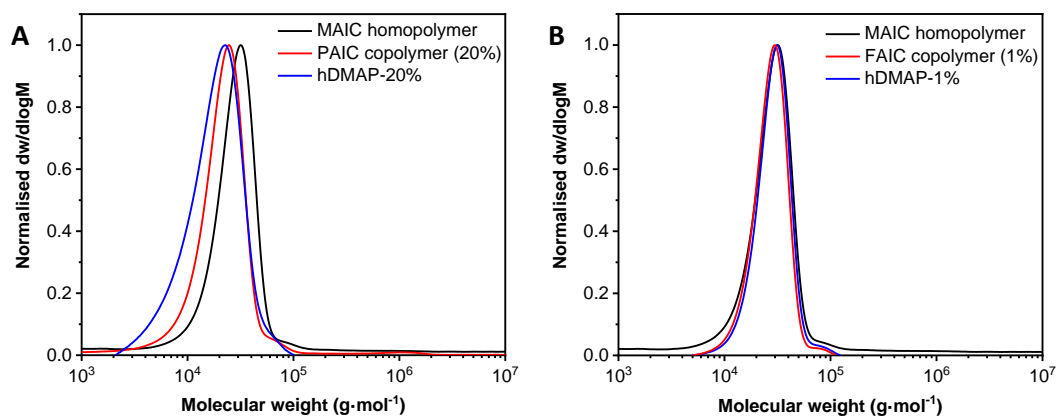 A
MAIC homopolymer
PAIC copolymer (20%)
hDMAP-20%
Normalised dw/dlogM
1.0
0.8
0.6
0.4
0.2
0.0
10³
10⁴
10⁵
10⁶
10⁷
Molecular weight (g·mol⁻¹)
B
MAIC homopolymer
FAIC copolymer (1%)
hDMAP-1%
Normalised dw/dlogM
1.0
0.8
0.6
0.4
0.2
0.0
10³
10⁴
10⁵
10⁶
10⁷
Molecular weight (g·mol⁻¹)